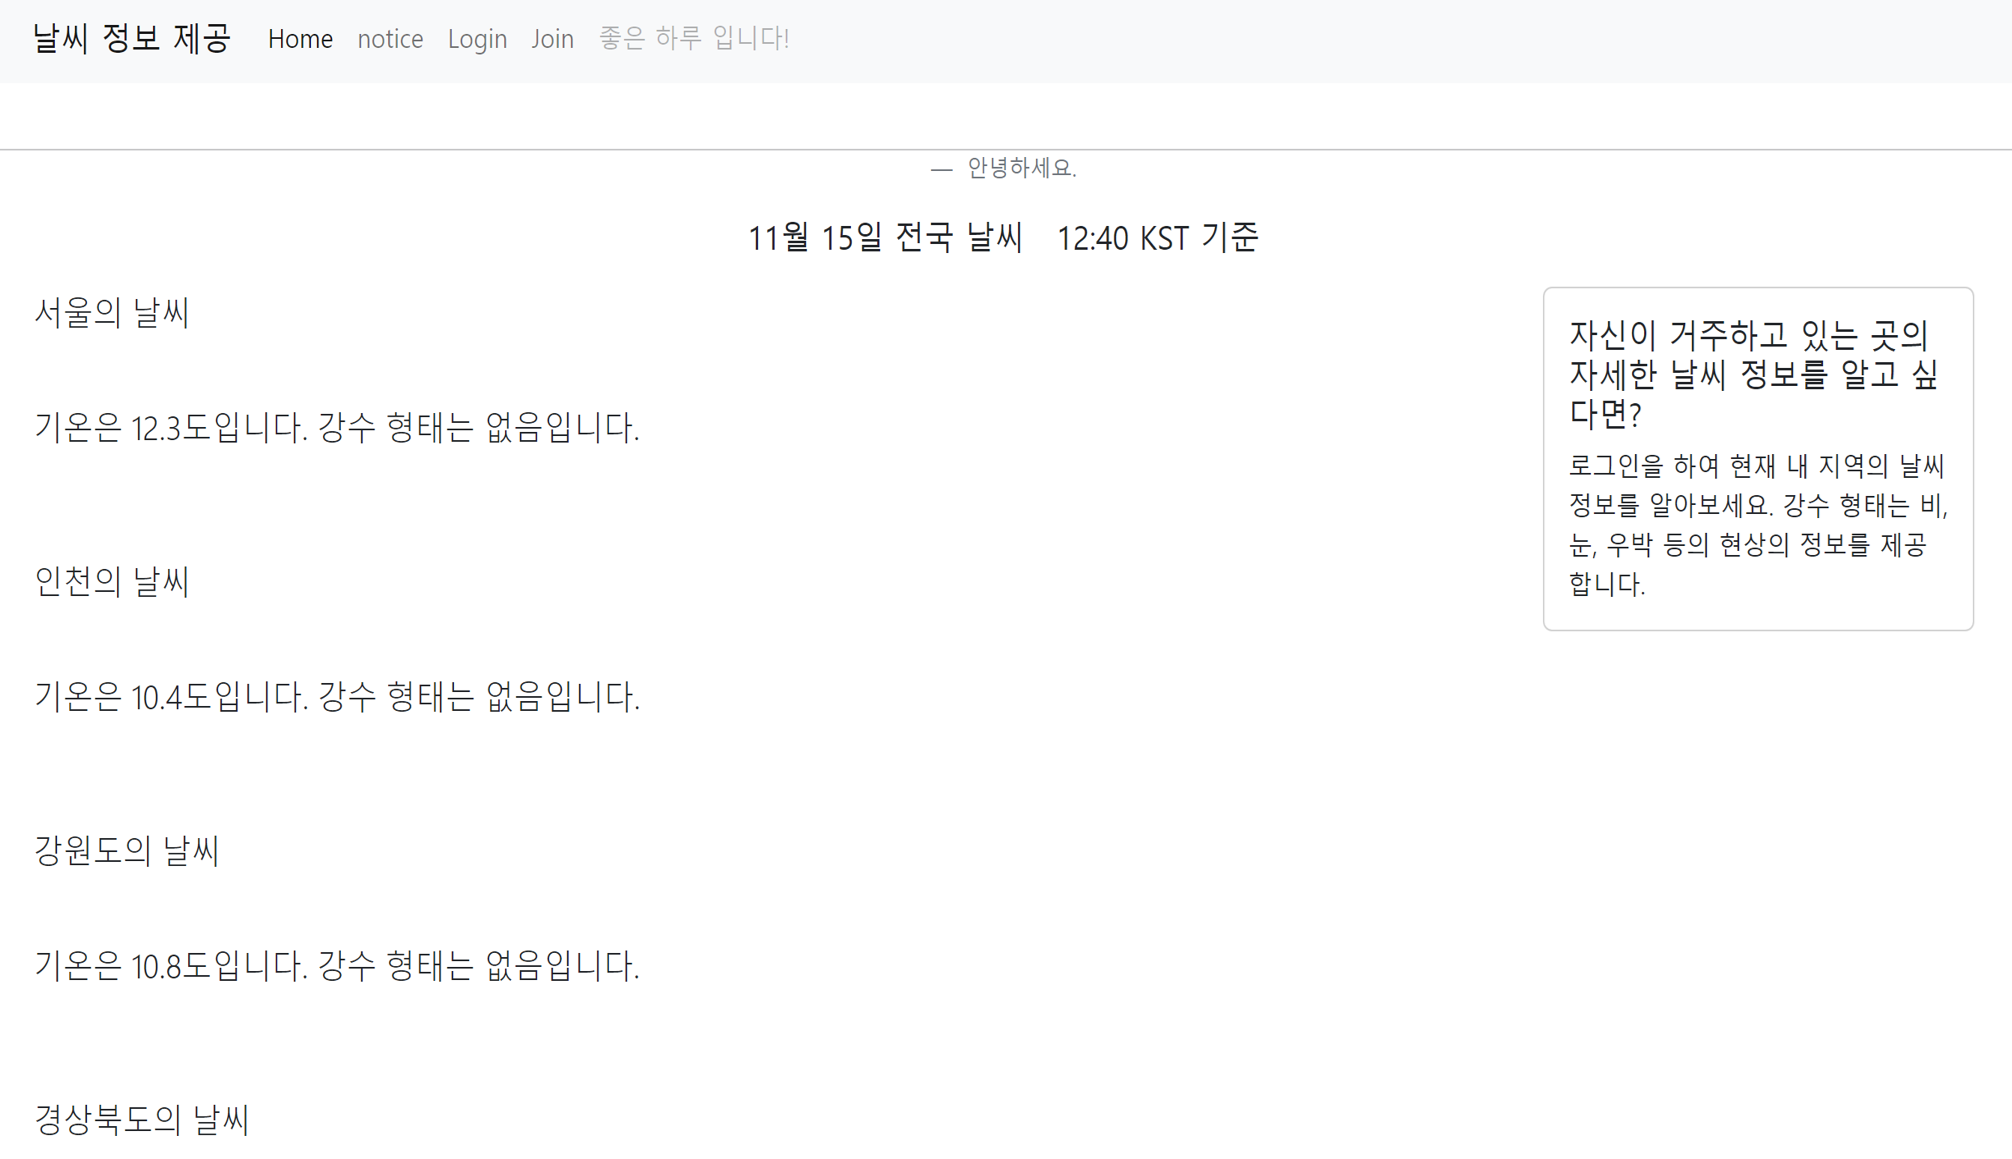 날씨 정보 제공 Home notice Login Join 좋은 하루 입니다!
— 안녕하세요.
11월 15일 전국 날씨 12:40 KST 기준
서울의 날씨
기온은 12.3도입니다. 강수 형태는 없음입니다.
인천의 날씨
기온은 10.4도입니다. 강수 형태는 없음입니다.
강원도의 날씨
기온은 10.8도입니다. 강수 형태는 없음입니다.
경상북도의 날씨
자신이 거주하고 있는 곳의
자세한 날씨 정보를 알고 싶
다면?
로그인을 하여 현재 내 지역의 날씨
정보를 알아보세요. 강수 형태는 비,
눈, 우박 등의 현상의 정보를 제공
합니다.